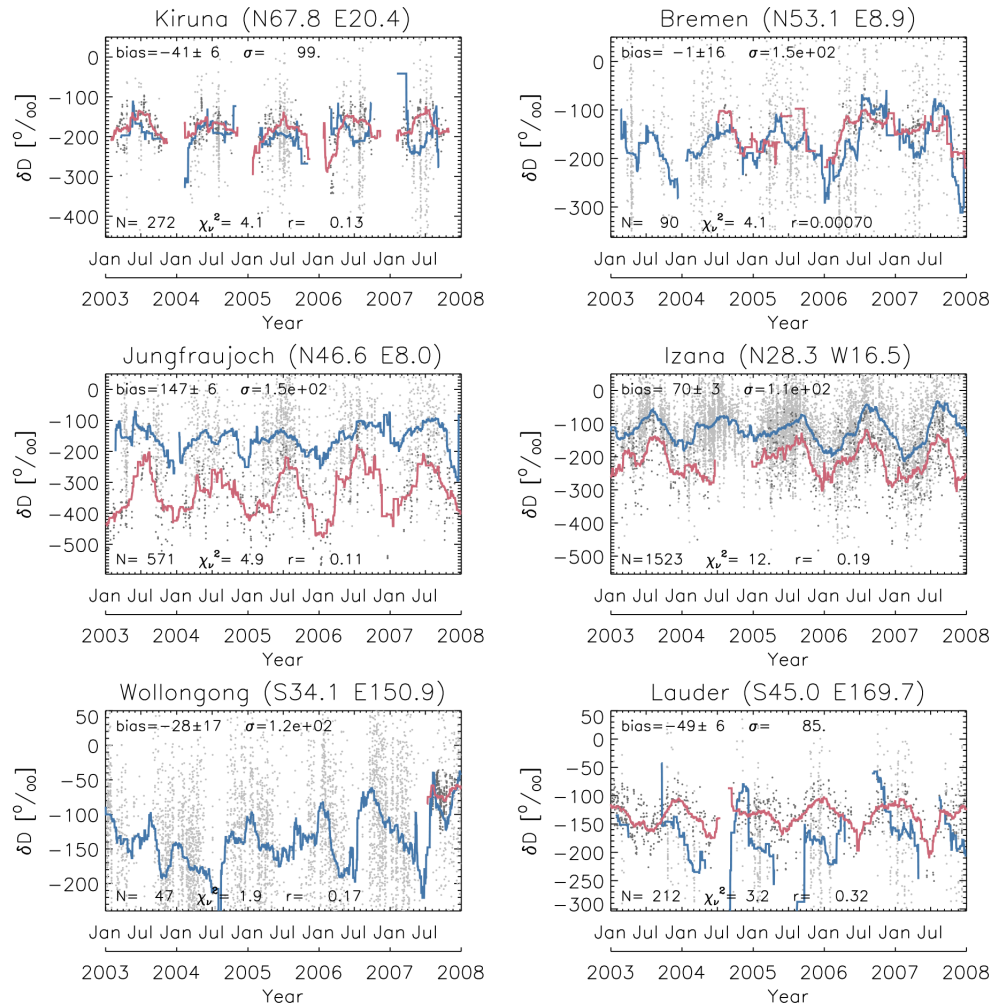 Kiruna (N67.8 E20.4)
bias=−41± 6 σ= 99.
δD [°/oo]
0
−100
−200
−300
−400
N= 272 χν²= 4.1 r= 0.13
Jan Jul Jan Jul Jan Jul Jan Jul Jan Jul
2003 2004 2005 2006 2007 2008
Year
Bremen (N53.1 E8.9)
bias= −1±16 σ=1.5e+02
δD [°/oo]
0
−100
−200
−300
N= 90 χν²= 4.1 r=0.00070
Jan Jul Jan Jul Jan Jul Jan Jul Jan Jul
2003 2004 2005 2006 2007 2008
Year
Jungfraujoch (N46.6 E8.0)
bias=147± 6 σ=1.5e+02
δD [°/oo]
0
−100
−200
−300
−400
−500
N= 571 χν²= 4.9 r= 0.11
Jan Jul Jan Jul Jan Jul Jan Jul Jan Jul
2003 2004 2005 2006 2007 2008
Year
Izana (N28.3 W16.5)
bias= 70± 3 σ=1.1e+02
δD [°/oo]
0
−100
−200
−300
−400
−500
N=1523 χν²= 12. r= 0.19
Jan Jul Jan Jul Jan Jul Jan Jul Jan Jul
2003 2004 2005 2006 2007 2008
Year
Wollongong (S34.1 E150.9)
bias=−28±17 σ=1.2e+02
δD [°/oo]
50
0
−50
−100
−150
−200
N= 47 χν²= 1.9 r= 0.17
Jan Jul Jan Jul Jan Jul Jan Jul Jan Jul
2003 2004 2005 2006 2007 2008
Year
Lauder (S45.0 E169.7)
bias=−49± 6 σ= 85.
δD [°/oo]
50
0
−50
−100
−150
−200
−250
−300
N= 212 χν²= 3.2 r= 0.32
Jan Jul Jan Jul Jan Jul Jan Jul Jan Jul
2003 2004 2005 2006 2007 2008
Year